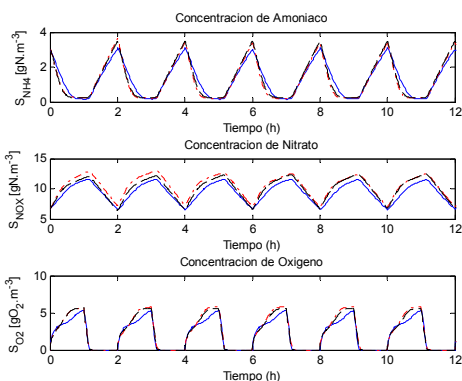 Concentracion de Amoniaco
4
2
0
S_NH4 [gN.m⁻³]
0 2 4 6 8 10 12
Tiempo (h)
Concentracion de Nitrato
15
10
5
S_NOX [gN.m⁻³]
0 2 4 6 8 10 12
Tiempo (h)
Concentracion de Oxigeno
10
5
0
S_O2 [gO₂.m⁻³]
0 2 4 6 8 10 12
Tiempo (h)